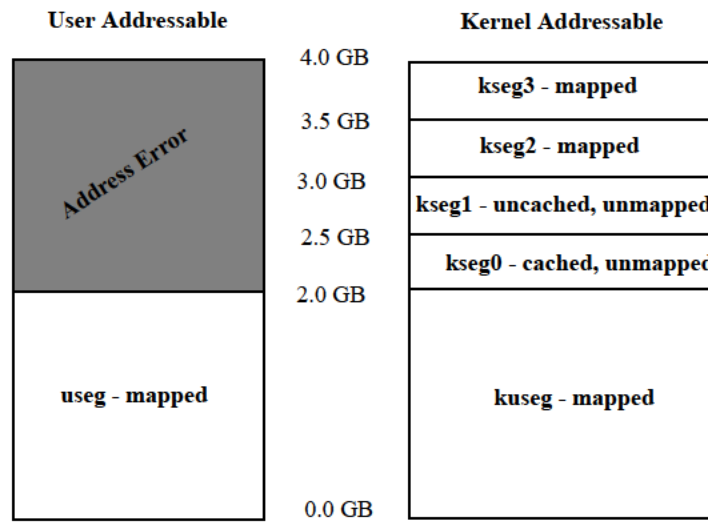 User Addressable
Kernel Addressable
4.0 GB
kseg3 - mapped
3.5 GB
kseg2 - mapped
Address Error
3.0 GB
kseg1 - uncached, unmapped
2.5 GB
kseg0 - cached, unmapped
2.0 GB
useg - mapped
kuseg - mapped
0.0 GB